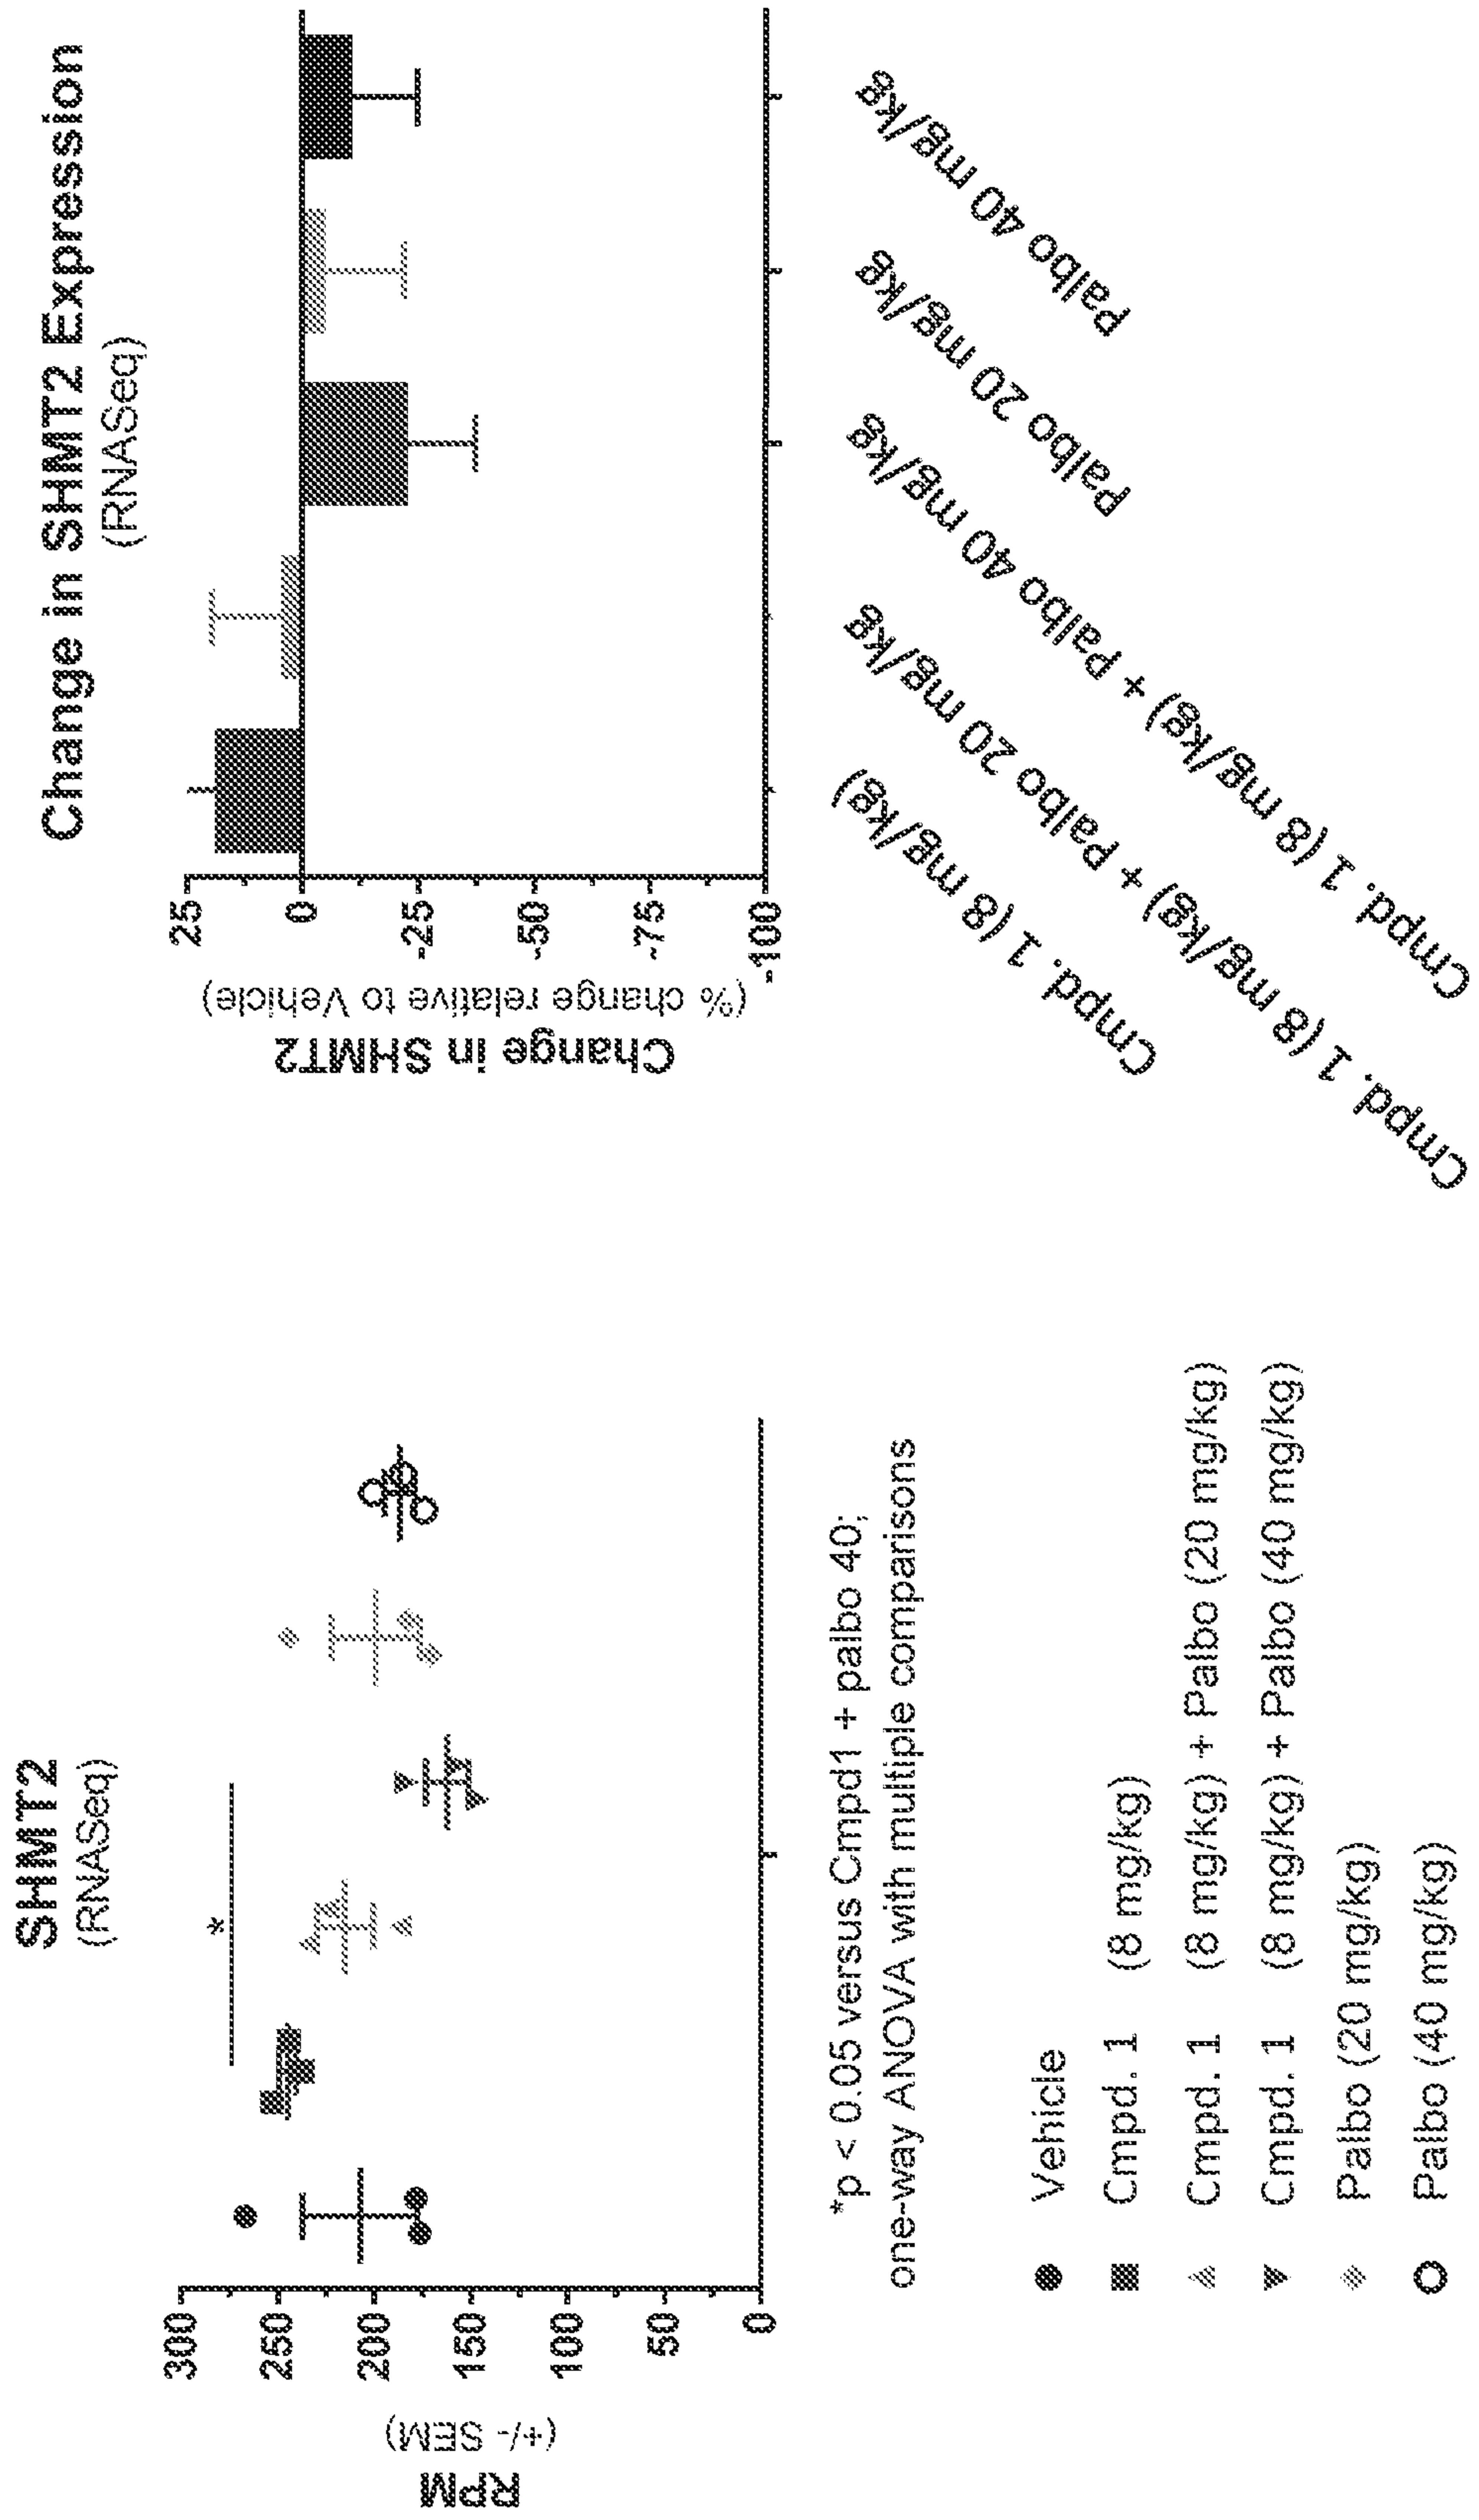 SHMT2
(RNASeq)
RPM
(+/- SEM)
300
250
200
150
100
50
0
*
*p < 0.05 versus Cmpd1 + palbo 40;
one-way ANOVA with multiple comparisons
Vehicle
Cmpd. 1 (8 mg/kg)
Cmpd. 1 (8 mg/kg) + Palbo (20 mg/kg)
Cmpd. 1 (8 mg/kg) + Palbo (40 mg/kg)
Palbo (20 mg/kg)
Palbo (40 mg/kg)
Change in SHMT2 Expression
(RNASeq)
Change in SHMT2
(% change relative to Vehicle)
25
0
-25
-50
-75
-100
Cmpd. 1 (8 mg/kg)
Cmpd. 1 (8 mg/kg) + Palbo 20 mg/kg
Cmpd. 1 (8 mg/kg) + Palbo 40 mg/kg
Palbo 20 mg/kg
Palbo 40 mg/kg